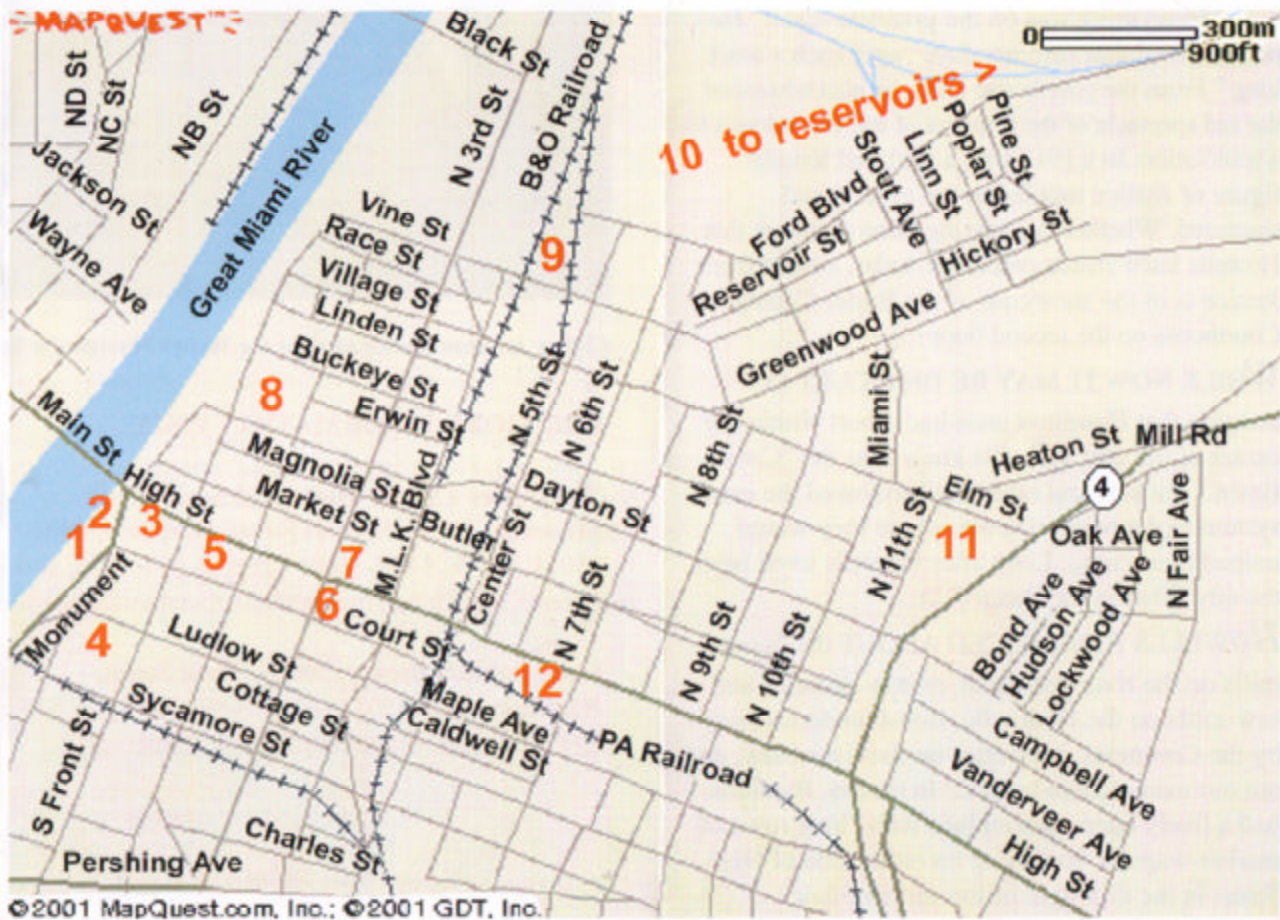 MAPQUEST
0 300m
900ft
Black St
B&O Railroad
N 3rd St
ND St
NC St
NB St
Jackson St
Wayne Ave
Great Miami River
10 to reservoirs >
Pine St
Poplar St
Linn St
Stout Ave
Ford Blvd
Reservoir St
Hickory St
Greenwood Ave
Vine St
Race St
Village St
Linden St
Buckeye St
Erwin St
9
8
Main St
High St
Magnolia St
Market St
M.L.K. Blvd
Butler
N 5th St
N 6th St
Dayton St
Center St
N 7th St
N 8th St
Miami St
Heaton St
Mill Rd
4
Elm St
N 11th St
11
Oak Ave
N Fair Ave
2
1
3
5
7
6
Monument
4
Court St
12
Ludlow St
Cottage St
Sycamore St
Maple Ave
Caldwell St
PA Railroad
N 9th St
N 10th St
Bond Ave
Hudson Ave
Lockwood Ave
Campbell Ave
Vanderveer Ave
High St
S Front St
Charles St
Pershing Ave
©2001 MapQuest.com, Inc.; ©2001 GDT, Inc.